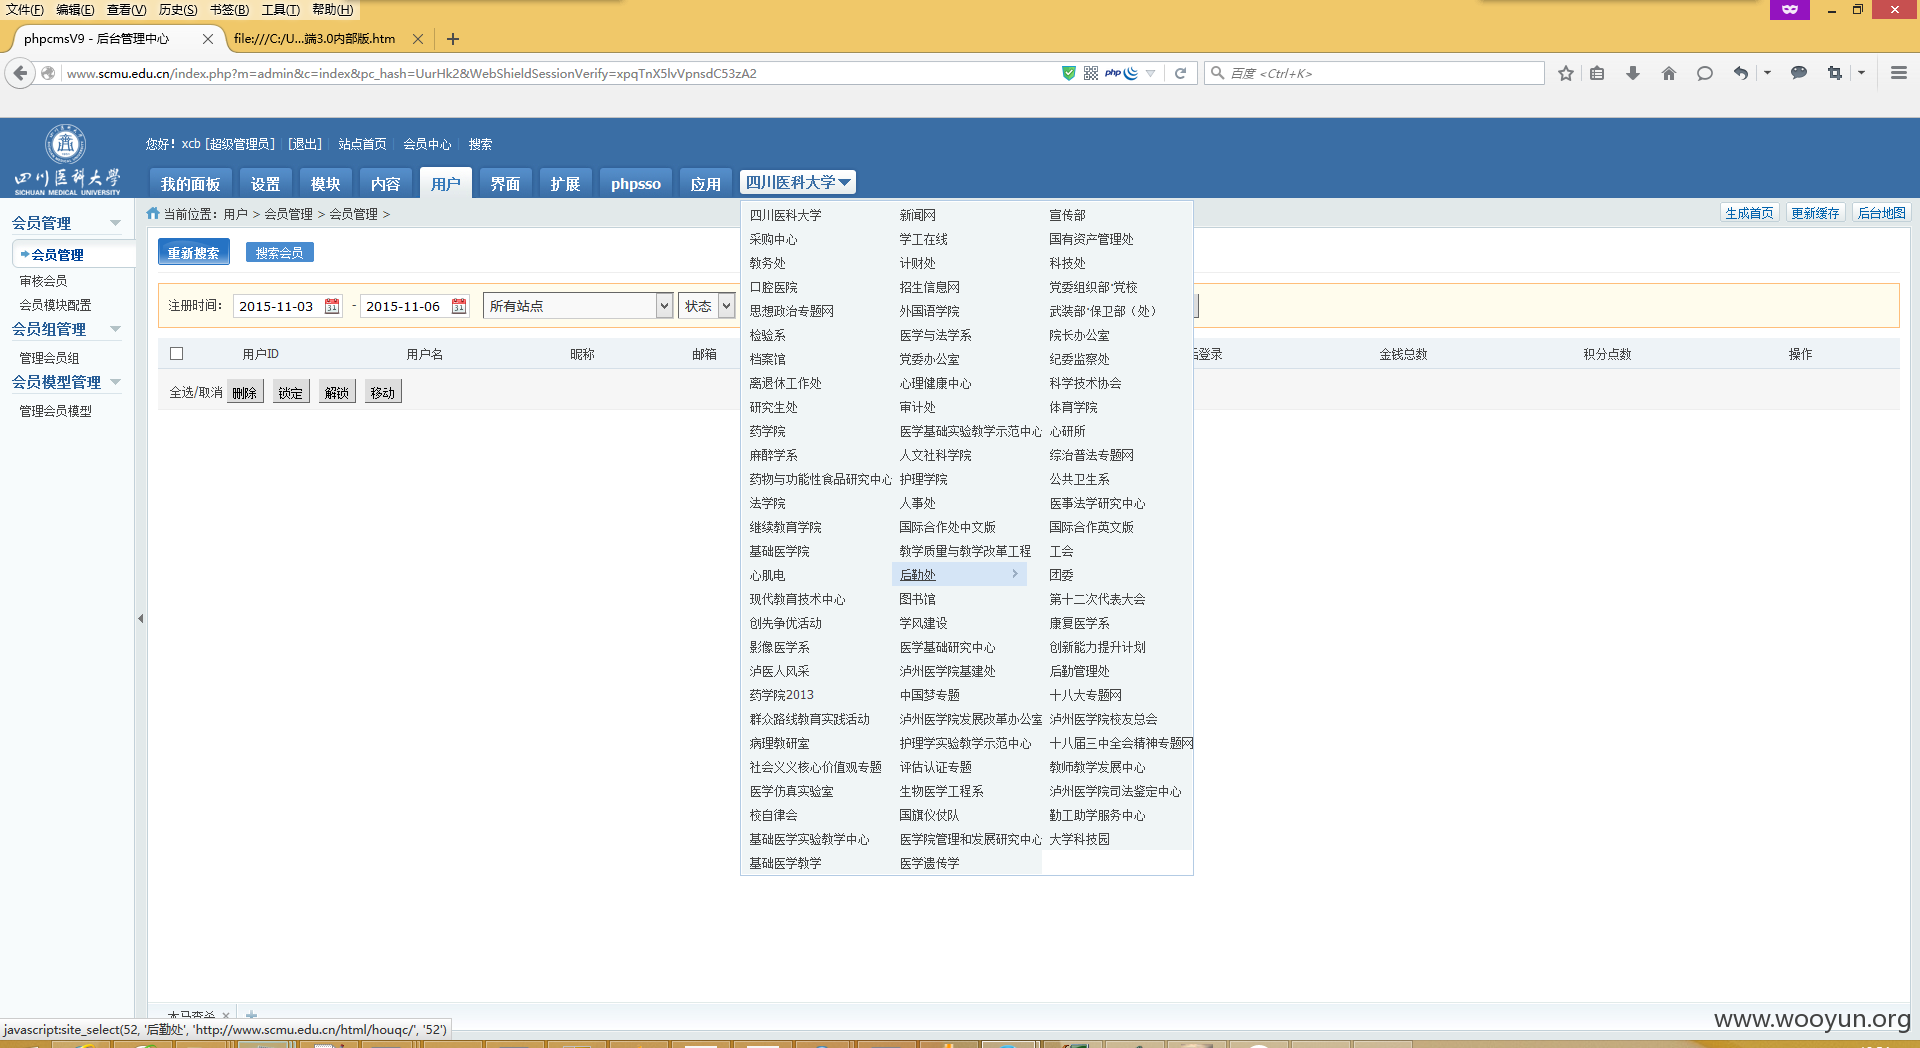 文件(F) 编辑(E) 查看(V) 历史(S) 书签(B) 工具(T) 帮助(H)
phpcmsV9 - 后台管理中心
file:///C:/U...端3.0内部版.htm
www.scmu.edu.cn/index.php?m=admin&c=index&pc_hash=UurHk2&WebShieldSessionVerify=xpqTnX5lvVpnsdC53zA2
php
百度 <Ctrl+K>
四川医科大学
SICHUAN MEDICAL UNIVERSITY
您好！xcb [超级管理员] [退出] 站点首页 会员中心 搜索
我的面板 设置 模块 内容 用户 界面 扩展 phpsso 应用 四川医科大学
当前位置：用户 > 会员管理 > 会员管理 >
生成首页 更新缓存 后台地图
会员管理
会员管理
审核会员
会员模块配置
会员组管理
管理会员组
会员模型管理
管理会员模型
重新搜索 搜索会员
注册时间： 2015-11-03 - 2015-11-06 所有站点 状态
用户ID 用户名 昵称 邮箱 登录 金钱总数 积分点数 操作
全选/取消 删除 锁定 解锁 移动
四川医科大学 新闻网 宣传部
采购中心 学工在线 国有资产管理处
教务处 计财处 科技处
口腔医院 招生信息网 党委组织部·党校
思想政治专题网 外国语学院 武装部·保卫部（处）
检验系 医学与法学系 院长办公室
档案馆 党委办公室 纪委监察处
离退休工作处 心理健康中心 科学技术协会
研究生处 审计处 体育学院
药学院 医学基础实验教学示范中心 心研所
麻醉学系 人文社科学院 综治普法专题网
药物与功能性食品研究中心 护理学院 公共卫生系
法学院 人事处 医事法学研究中心
继续教育学院 国际合作处中文版 国际合作英文版
基础医学院 教学质量与教学改革工程 工会
心肌电 后勤处 团委
现代教育技术中心 图书馆 第十二次代表大会
创先争优活动 学风建设 康复医学系
影像医学系 医学基础研究中心 创新能力提升计划
泸医人风采 泸州医学院基建处 后勤管理处
药学院2013 中国梦专题 十八大专题网
群众路线教育实践活动 泸州医学院发展改革办公室 泸州医学院校友总会
病理教研室 护理学实验教学示范中心 十八届三中全会精神专题网
社会义义核心价值观专题 评估认证专题 教师教学发展中心
医学仿真实验室 生物医学工程系 泸州医学院司法鉴定中心
校自律会 国旗仪仗队 勤工助学服务中心
基础医学实验教学中心 医学院管理和发展研究中心 大学科技园
基础医学教学 医学遗传学
木马查杀
javascript:site_select(52, '后勤处', 'http://www.scmu.edu.cn/html/houqc/', '52')
www.wooyun.org